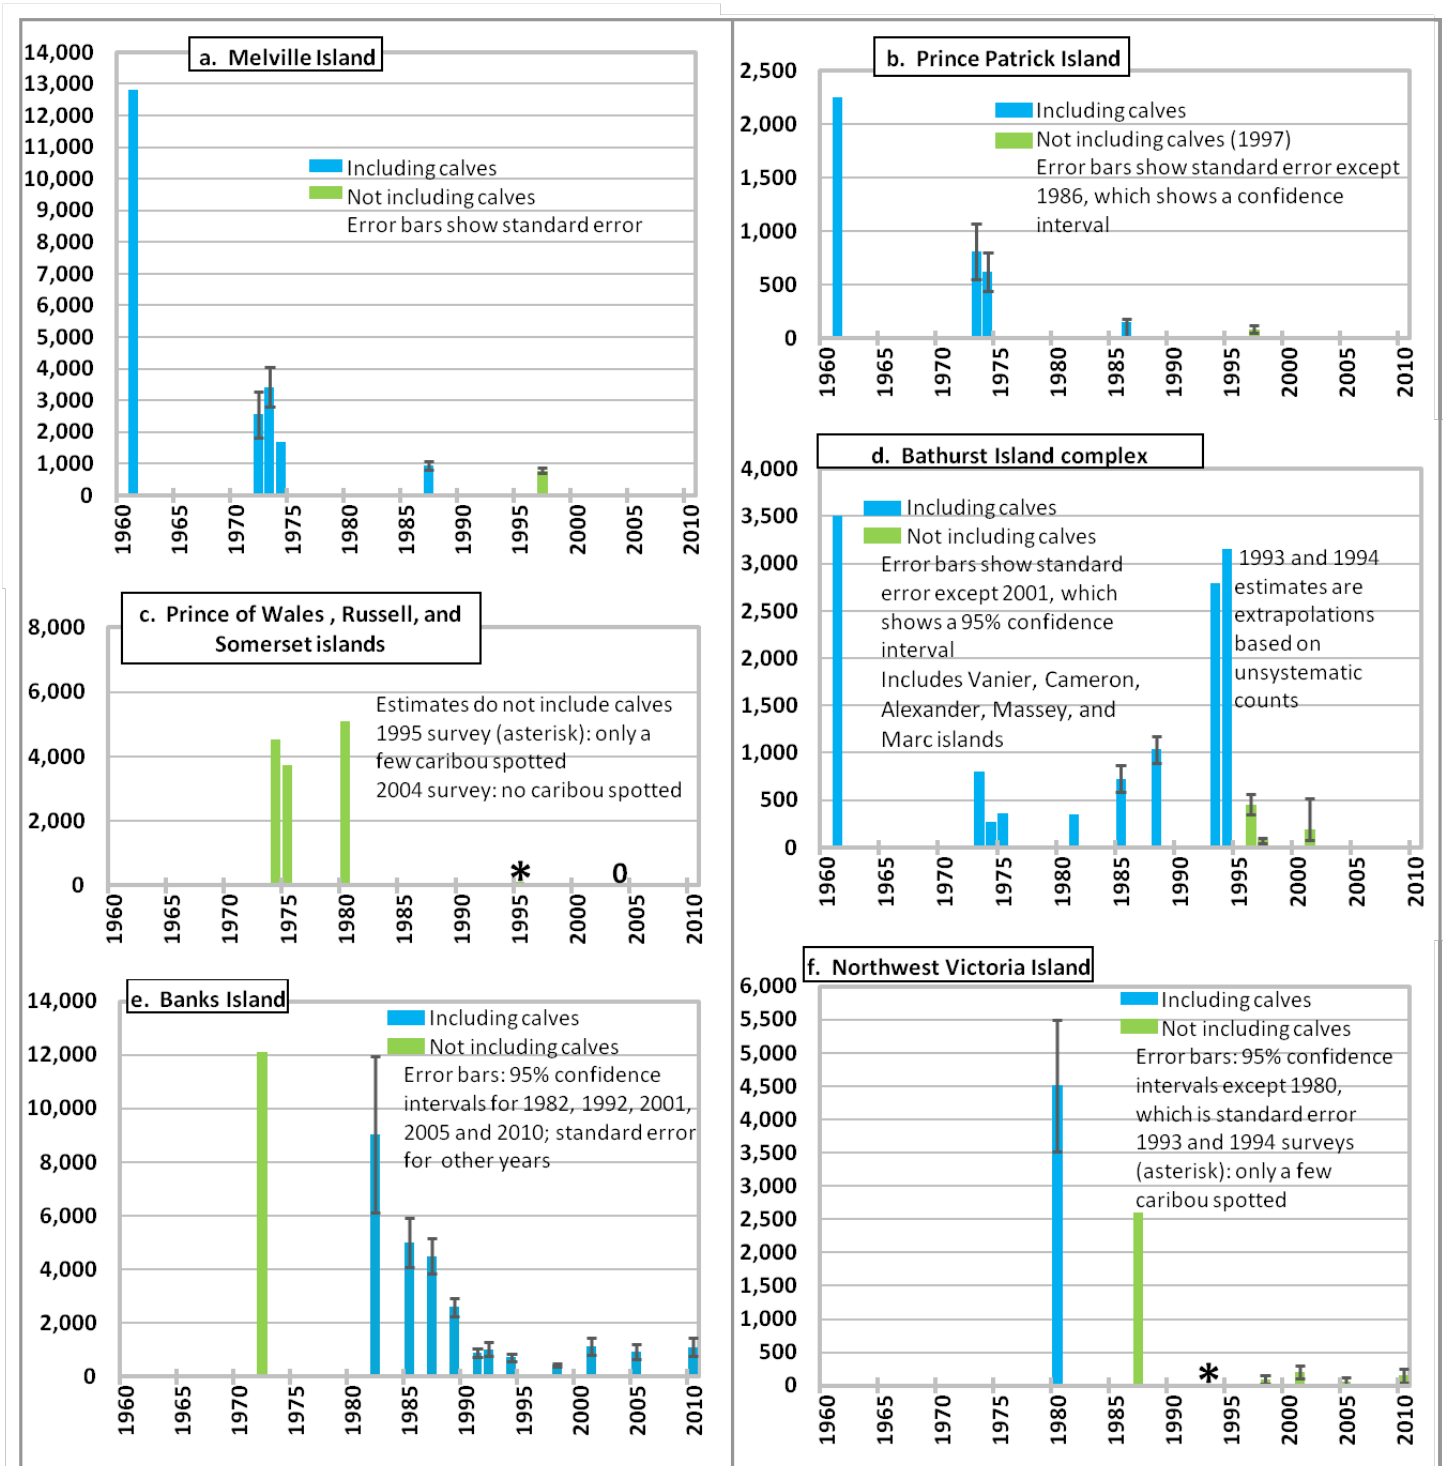 a. Melville Island
14,000
13,000
12,000
11,000
10,000
9,000
8,000
7,000
6,000
5,000
4,000
3,000
2,000
1,000
0
Including calves
Not including calves
Error bars show standard error
1960
1965
1970
1975
1980
1985
1990
1995
2000
2005
2010
b. Prince Patrick Island
2,500
2,000
1,500
1,000
500
0
Including calves
Not including calves (1997)
Error bars show standard error except
1986, which shows a confidence
interval
1960
1965
1970
1975
1980
1985
1990
1995
2000
2005
2010
c. Prince of Wales , Russell, and
Somerset islands
8,000
6,000
4,000
2,000
0
Estimates do not include calves
1995 survey (asterisk): only a
few caribou spotted
2004 survey: no caribou spotted
*
0
1960
1965
1970
1975
1980
1985
1990
1995
2000
2005
2010
d. Bathurst Island complex
4,000
3,500
3,000
2,500
2,000
1,500
1,000
500
0
Including calves
Not including calves
Error bars show standard
error except 2001, which
shows a 95% confidence
interval
Includes Vanier, Cameron,
Alexander, Massey, and
Marc islands
1993 and 1994
estimates are
extrapolations
based on
unsystematic
counts
1960
1965
1970
1975
1980
1985
1990
1995
2000
2005
2010
e. Banks Island
14,000
12,000
10,000
8,000
6,000
4,000
2,000
0
Including calves
Not including calves
Error bars: 95% confidence
intervals for 1982, 1992, 2001,
2005 and 2010; standard error
for other years
1960
1965
1970
1975
1980
1985
1990
1995
2000
2005
2010
f. Northwest Victoria Island
6,000
5,500
5,000
4,500
4,000
3,500
3,000
2,500
2,000
1,500
1,000
500
0
Including calves
Not including calves
Error bars: 95% confidence
intervals except 1980,
which is standard error
1993 and 1994 surveys
(asterisk): only a few
caribou spotted
*
1960
1965
1970
1975
1980
1985
1990
1995
2000
2005
2010